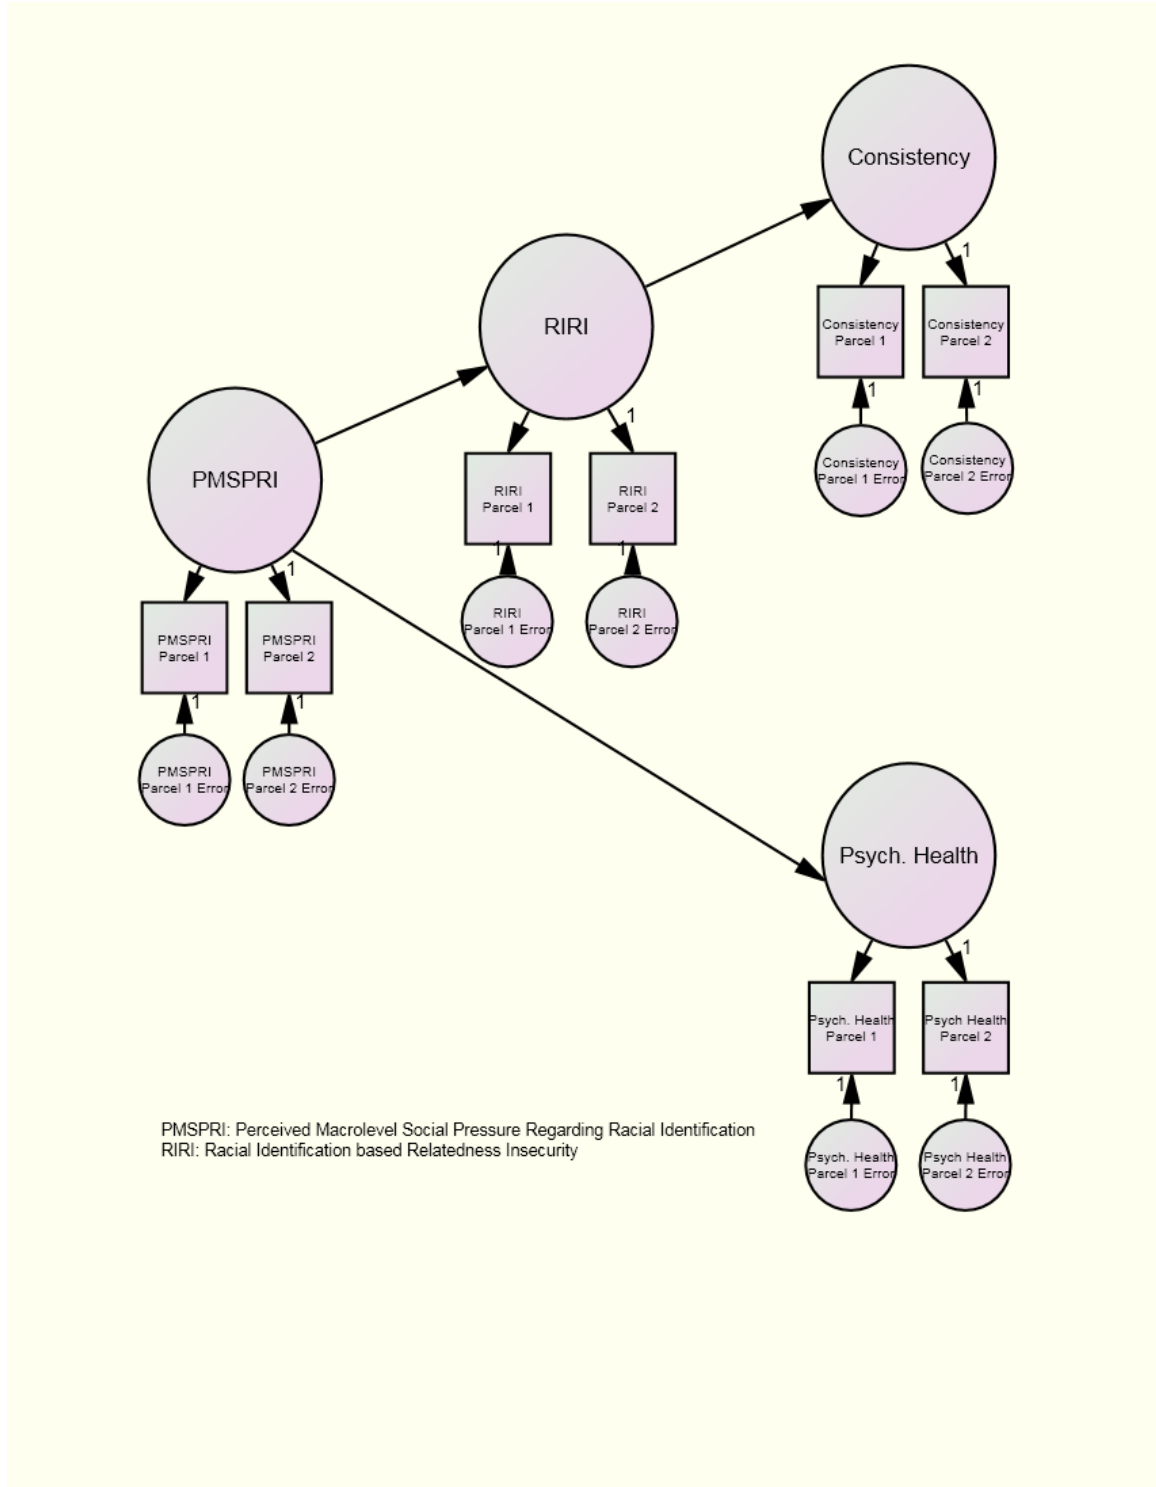 Consistency
1
Consistency
Parcel 1
Consistency
Parcel 2
1
1
Consistency
Parcel 1 Error
Consistency
Parcel 2 Error
RIRI
1
RIRI
Parcel 1
RIRI
Parcel 2
1
1
RIRI
Parcel 1 Error
RIRI
Parcel 2 Error
PMSPRI
1
PMSPRI
Parcel 1
PMSPRI
Parcel 2
1
1
PMSPRI
Parcel 1 Error
PMSPRI
Parcel 2 Error
Psych. Health
1
Psych. Health
Parcel 1
Psych Health
Parcel 2
1
1
Psych. Health
Parcel 1 Error
Psych Health
Parcel 2 Error
PMSPRI: Perceived Macrolevel Social Pressure Regarding Racial Identification
RIRI: Racial Identification based Relatedness Insecurity